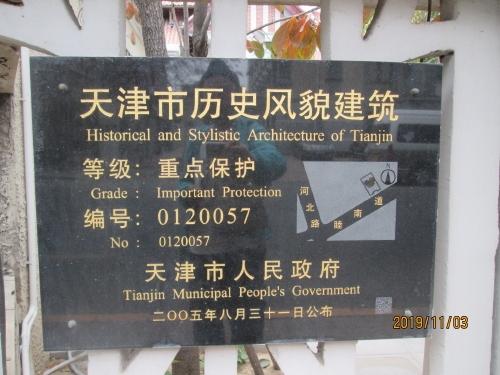 天津市历史风貌建筑
Historical and Stylistic Architecture of Tianjin
等级：重点保护
Grade : Important Protection
编号：0120057
No : 0120057
河北路
睦南道
N
天津市人民政府
Tianjin Municipal People's Government
二〇〇五年八月三十一日公布
2019/11/03